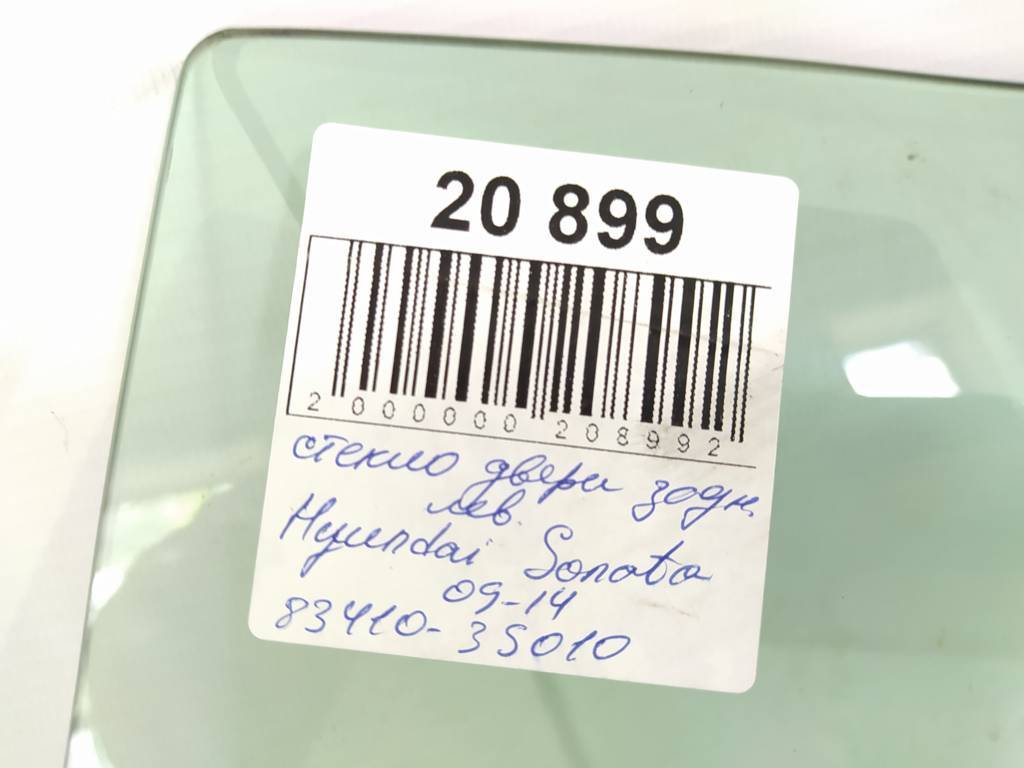 20 899
2 000000 208992
стекло двери задн.
лев.
Hyundai Sonata
09-14
83410-3S010